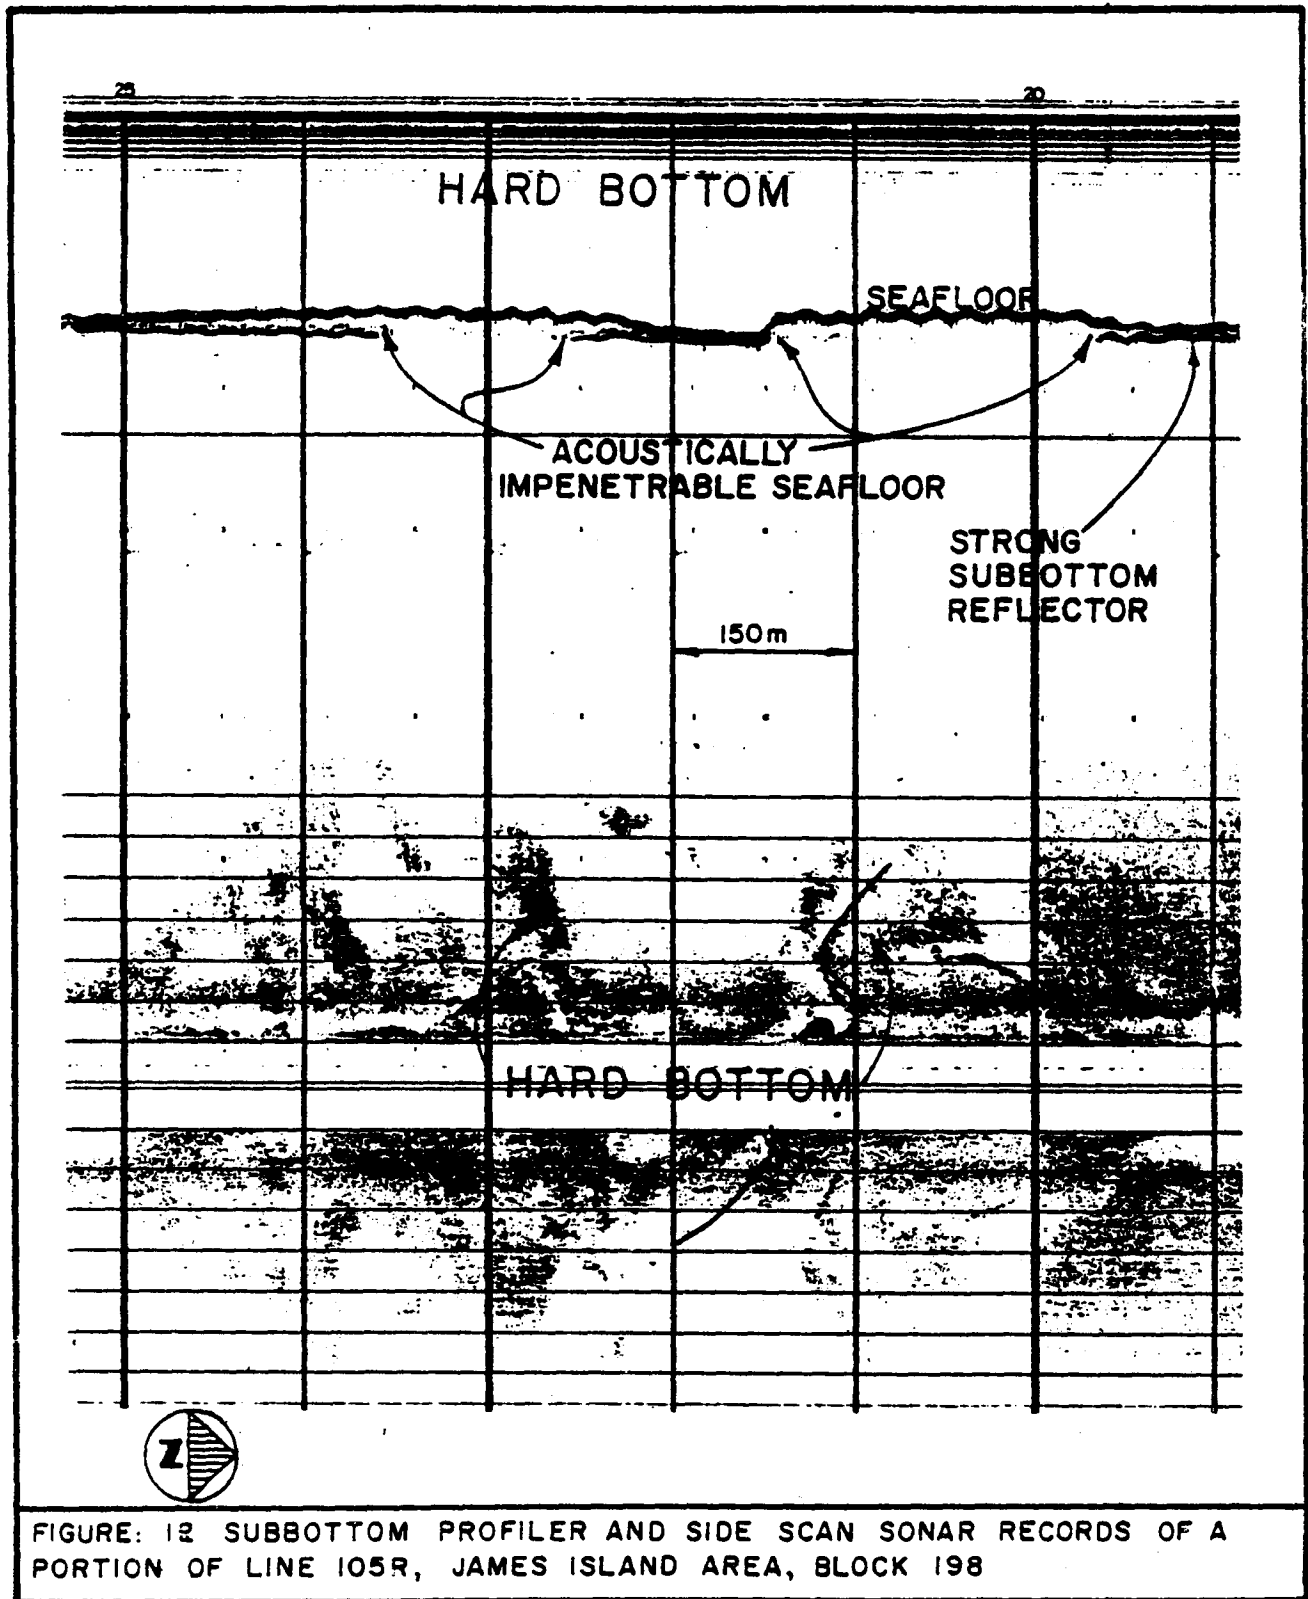 25 20
HARD BOTTOM
SEAFLOOR
ACOUSTICALLY
IMPENETRABLE SEAFLOOR
STRONG
SUBBOTTOM
REFLECTOR
150m
HARD BOTTOM
N
FIGURE: 12 SUBBOTTOM PROFILER AND SIDE SCAN SONAR RECORDS OF A
PORTION OF LINE 105R, JAMES ISLAND AREA, BLOCK 198